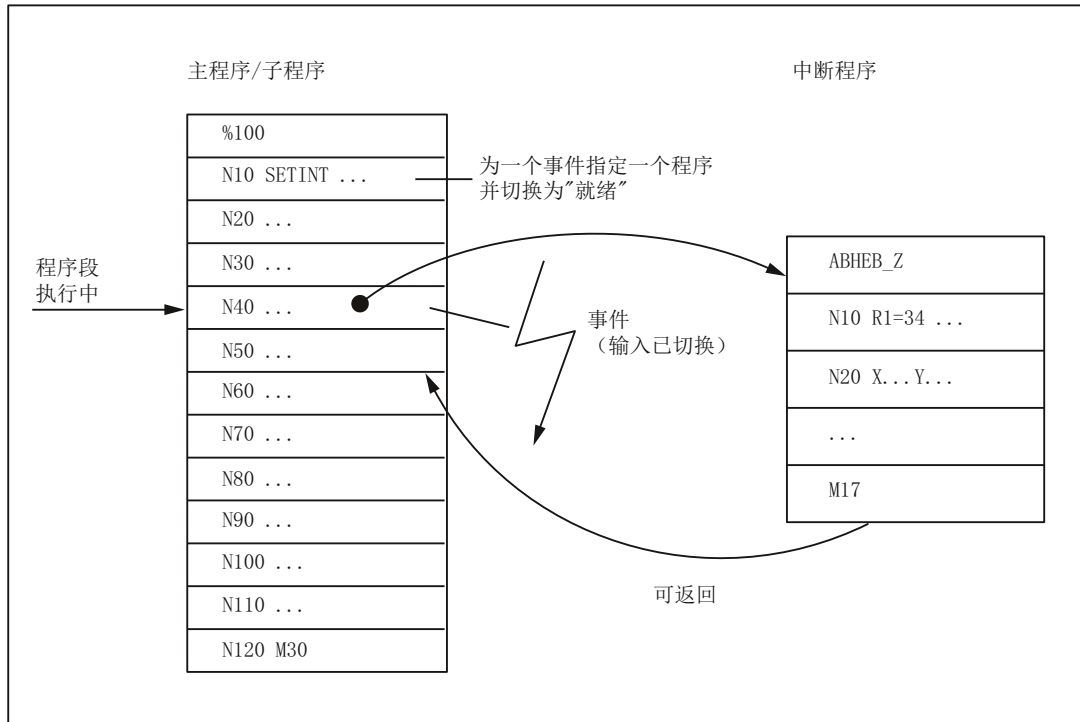 主程序/子程序
中断程序
%100
N10 SETINT ...
N20 ...
N30 ...
N40 ...
N50 ...
N60 ...
N70 ...
N80 ...
N90 ...
N100 ...
N110 ...
N120 M30
为一个事件指定一个程序
并切换为"就绪"
程序段
执行中
事件
（输入已切换）
ABHEB_Z
N10 R1=34 ...
N20 X...Y...
...
M17
可返回